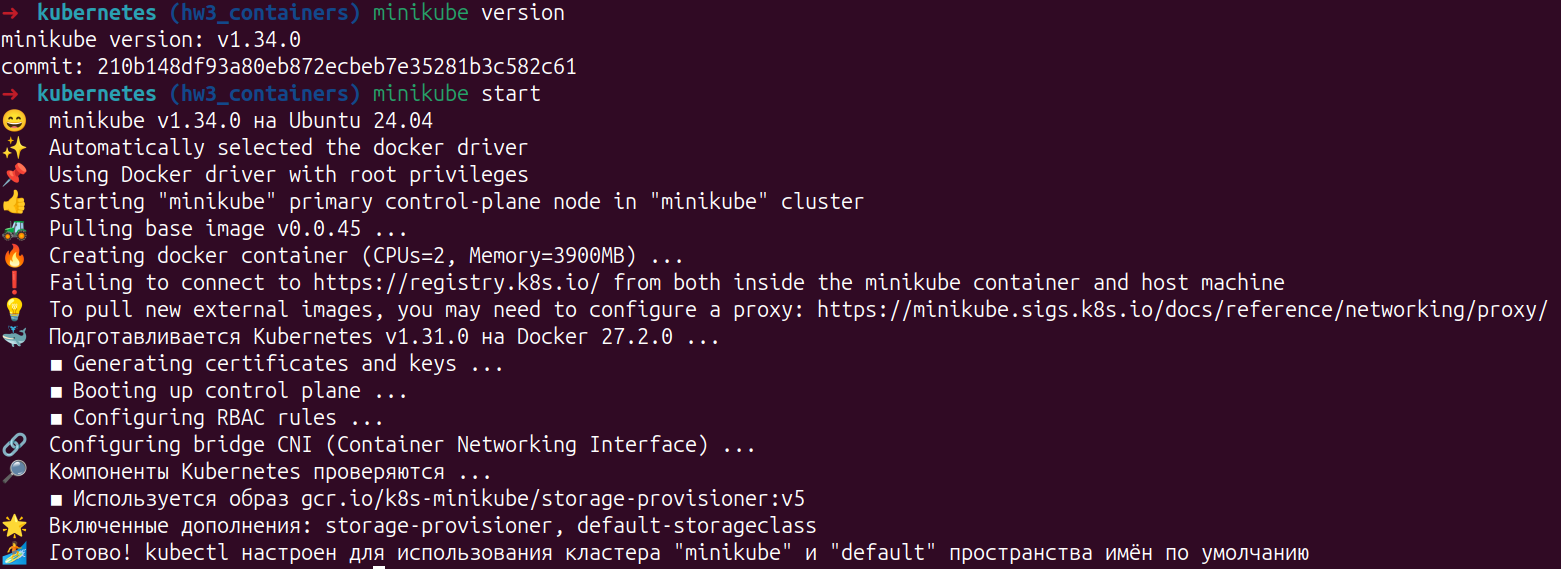 → kubernetes (hw3_containers) minikube version
minikube version: v1.34.0
commit: 210b148df93a80eb872ecbeb7e35281b3c582c61
→ kubernetes (hw3_containers) minikube start
😄 minikube v1.34.0 на Ubuntu 24.04
✨ Automatically selected the docker driver
📌 Using Docker driver with root privileges
👍 Starting "minikube" primary control-plane node in "minikube" cluster
🚜 Pulling base image v0.0.45 ...
🔥 Creating docker container (CPUs=2, Memory=3900MB) ...
❗ Failing to connect to https://registry.k8s.io/ from both inside the minikube container and host machine
💡 To pull new external images, you may need to configure a proxy: https://minikube.sigs.k8s.io/docs/reference/networking/proxy/
🐳 Подготавливается Kubernetes v1.31.0 на Docker 27.2.0 ...
▪ Generating certificates and keys ...
▪ Booting up control plane ...
▪ Configuring RBAC rules ...
🔗 Configuring bridge CNI (Container Networking Interface) ...
🔎 Компоненты Kubernetes проверяются ...
▪ Используется образ gcr.io/k8s-minikube/storage-provisioner:v5
🌟 Включенные дополнения: storage-provisioner, default-storageclass
🏄 Готово! kubectl настроен для использования кластера "minikube" и "default" пространства имён по умолчанию